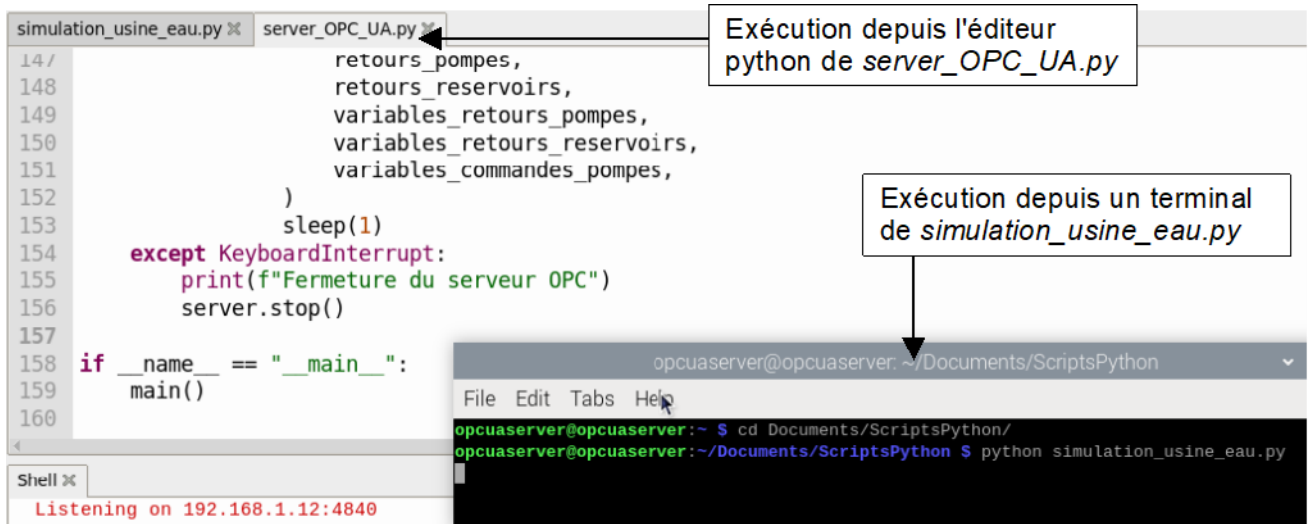 simulation_usine_eau.py server_OPC_UA.py
Exécution depuis l'éditeur
python de server_OPC_UA.py
147 retours_pompes,
148 retours_reservoirs,
149 variables_retours_pompes,
150 variables_retours_reservoirs,
151 variables_commandes_pompes,
152 )
153 sleep(1)
154 except KeyboardInterrupt:
155 print(f"Fermeture du serveur OPC")
156 server.stop()
157
158 if __name__ == "__main__":
159 main()
160
Exécution depuis un terminal
de simulation_usine_eau.py
opcuaserver@opcuaserver: ~/Documents/ScriptsPython
File Edit Tabs Help
opcuaserver@opcuaserver:~ $ cd Documents/ScriptsPython/
opcuaserver@opcuaserver:~/Documents/ScriptsPython $ python simulation_usine_eau.py
Shell
Listening on 192.168.1.12:4840